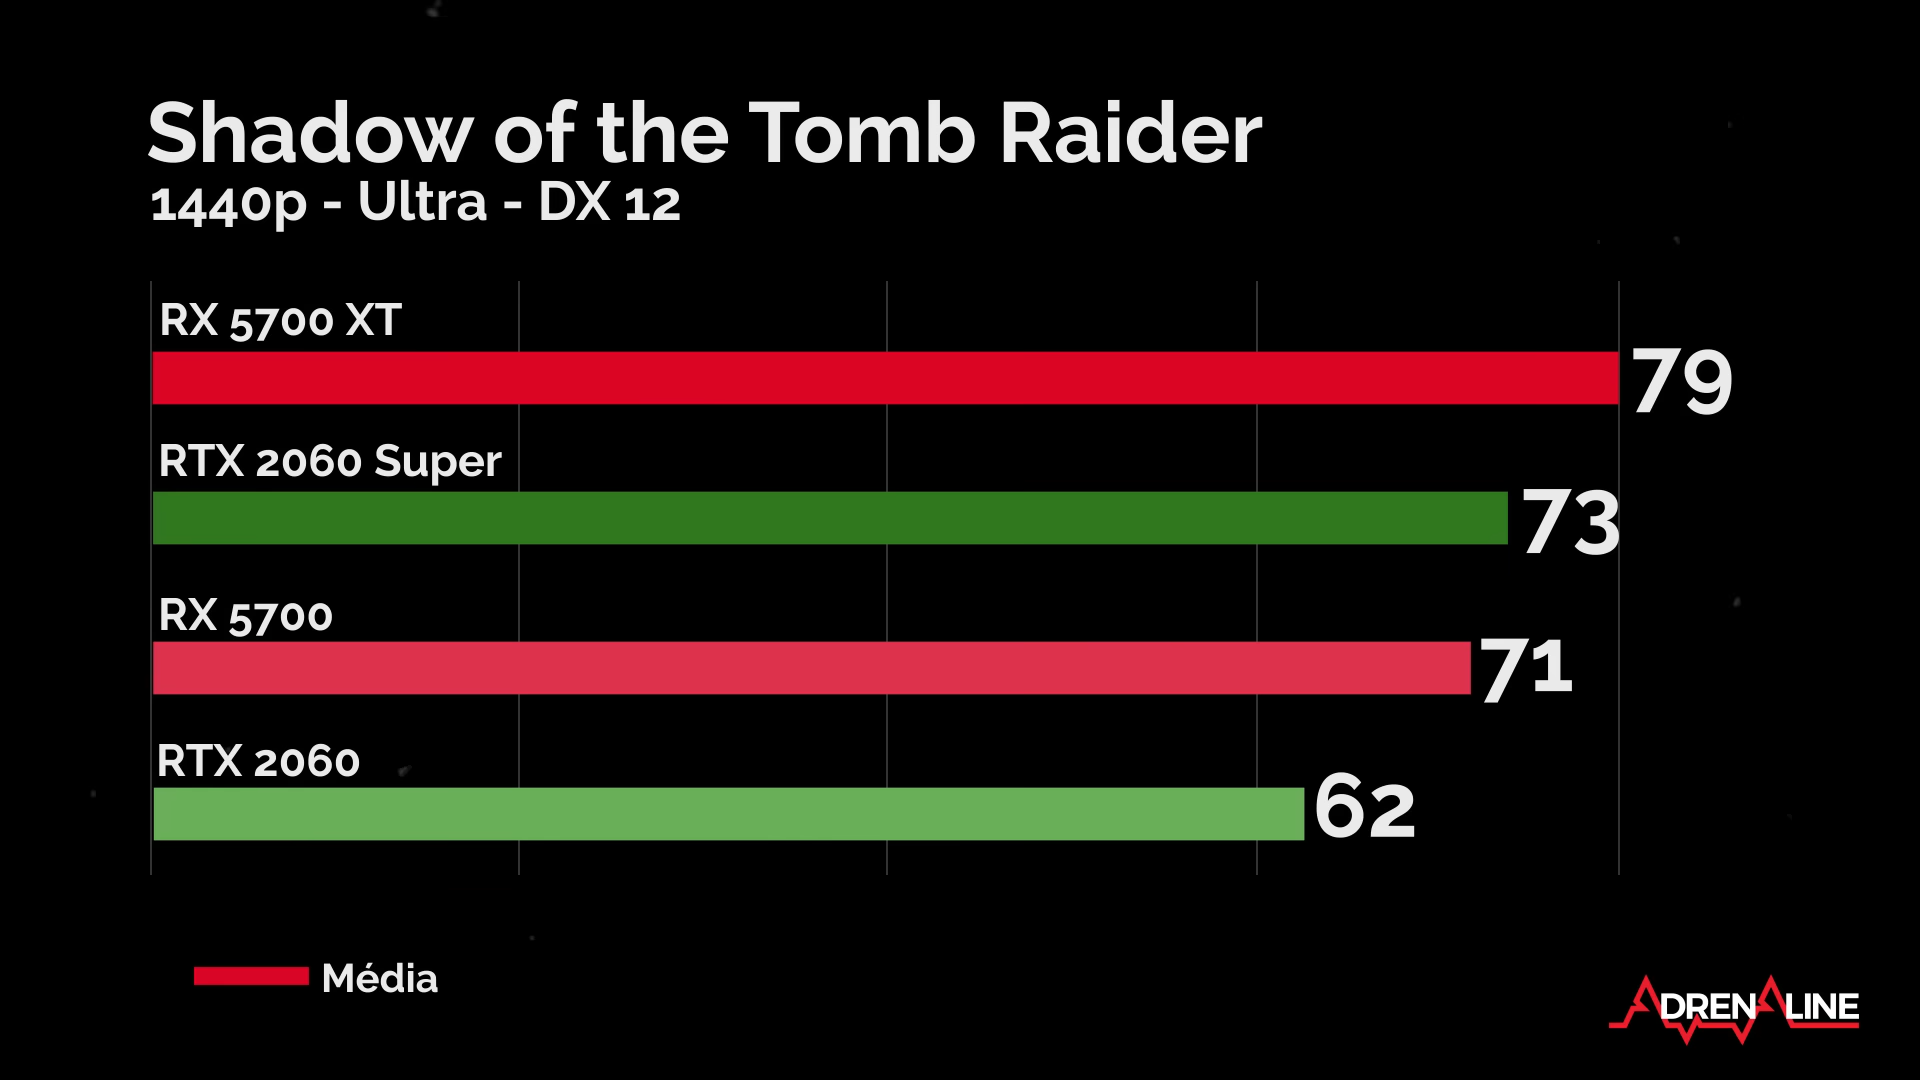 Shadow of the Tomb Raider
1440p - Ultra - DX 12
RX 5700 XT
79
RTX 2060 Super
73
RX 5700
71
RTX 2060
62
Média
ADRENALINE